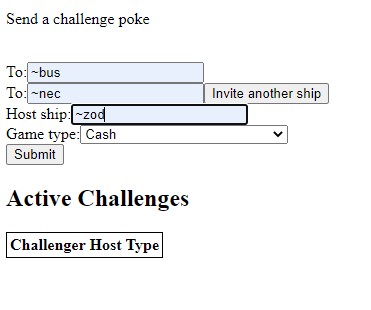 Send a challenge poke
To: ~bus
To: ~nec Invite another ship
Host ship: ~zod
Game type: Cash
Submit
Active Challenges
Challenger Host Type